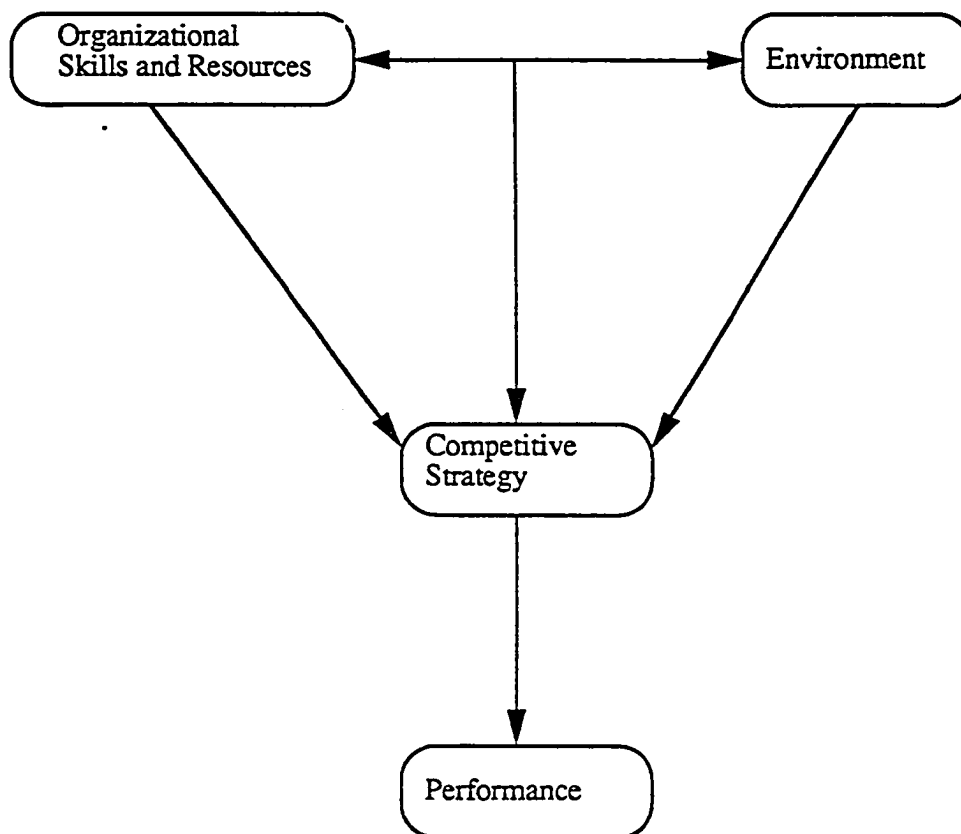 Organizational
Skills and Resources
Environment
Competitive
Strategy
Performance